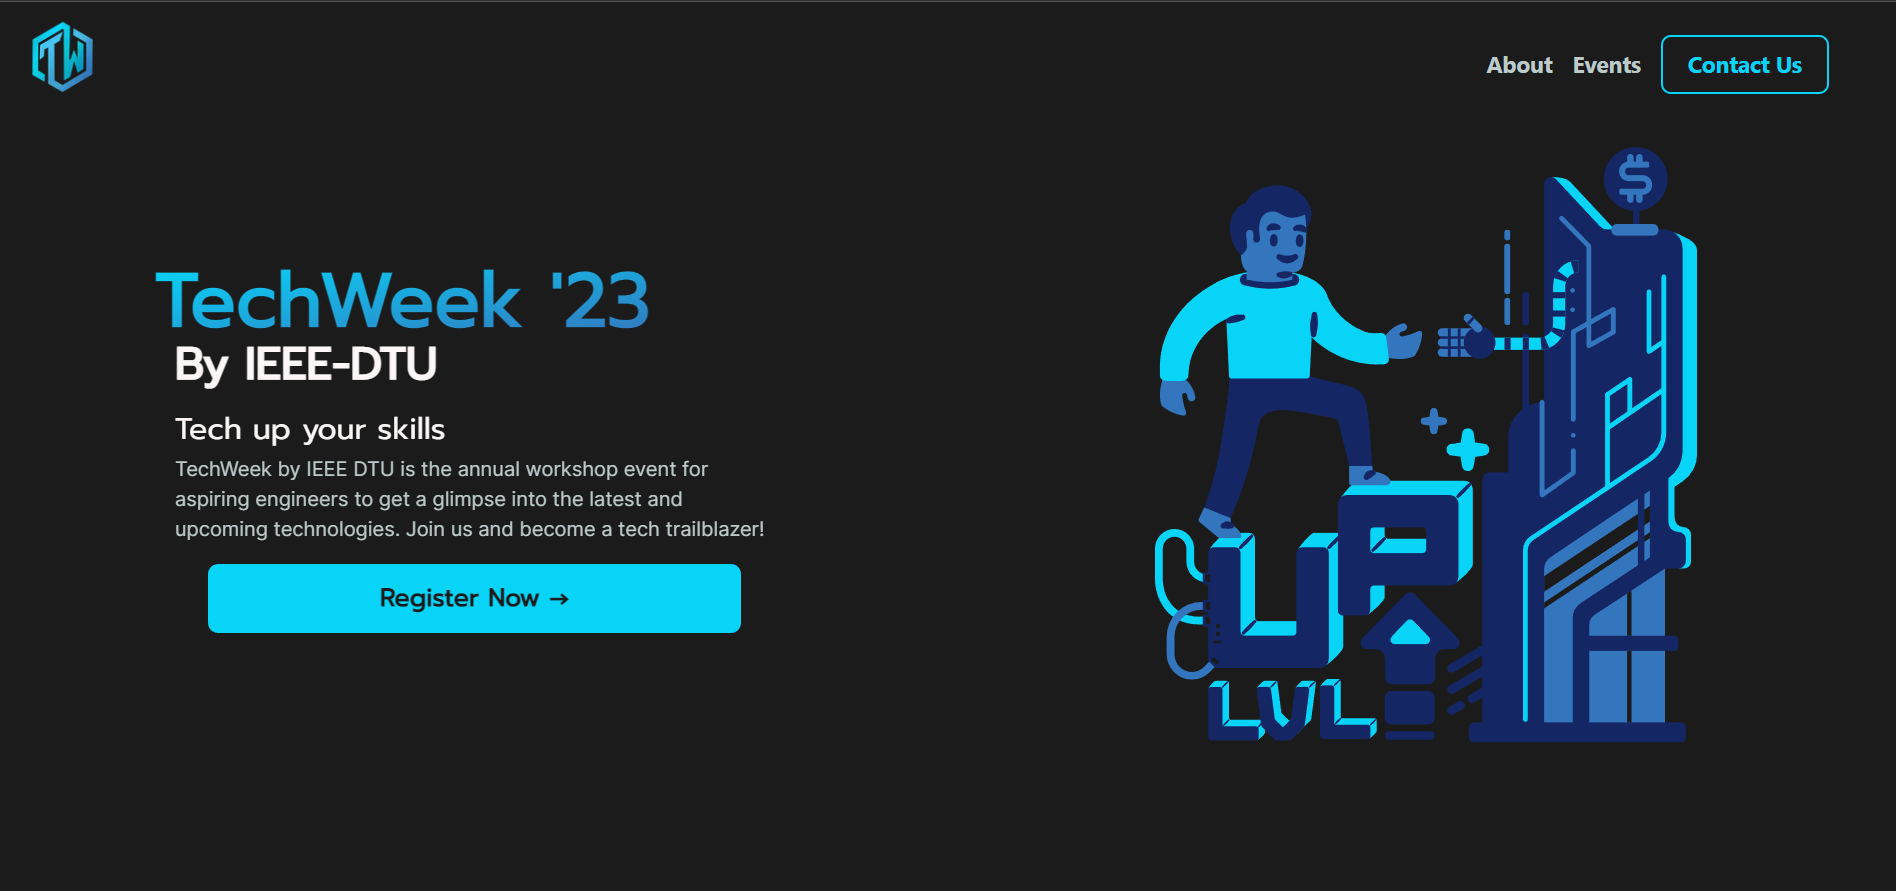 TW
About Events Contact Us
TechWeek '23
By IEEE-DTU
Tech up your skills
TechWeek by IEEE DTU is the annual workshop event for
aspiring engineers to get a glimpse into the latest and
upcoming technologies. Join us and become a tech trailblazer!
Register Now →
$
UP
LVL